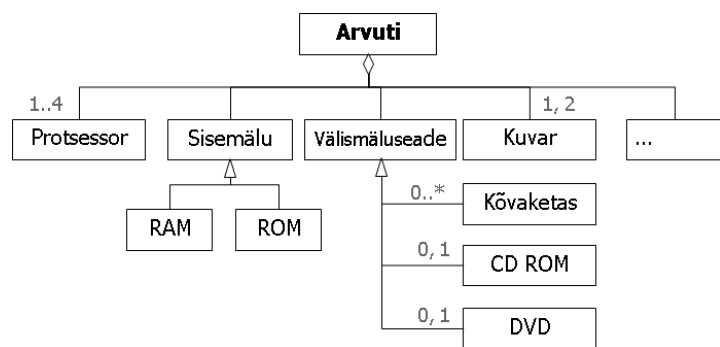 Arvuti
1..4
1, 2
Protsessor
Sisemälu
Välismäluseade
Kuvar
...
0..*
Kõvaketas
RAM
ROM
0, 1
CD ROM
0, 1
DVD